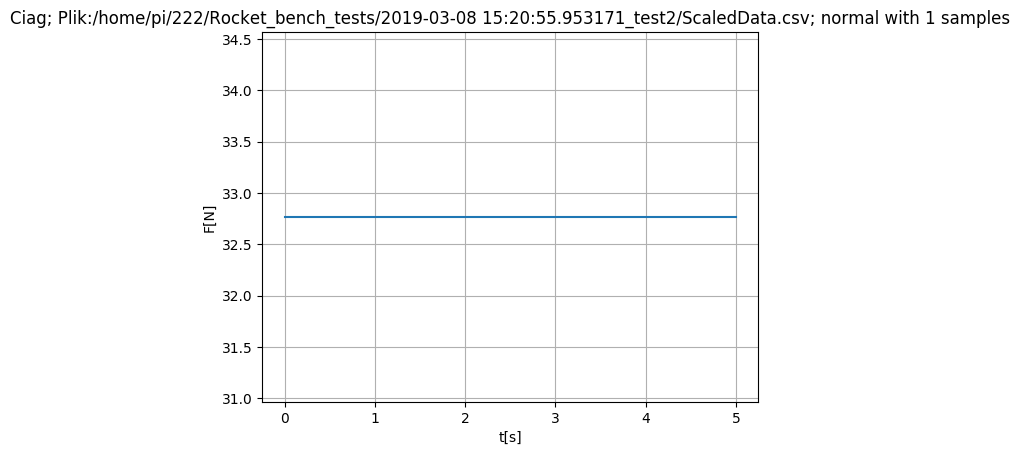 Ciag; Plik:/home/pi/222/Rocket_bench_tests/2019-03-08 15:20:55.953171_test2/ScaledData.csv; normal with 1 samples
34.5
34.0
33.5
33.0
32.5
32.0
31.5
31.0
F[N]
0 1 2 3 4 5
t[s]